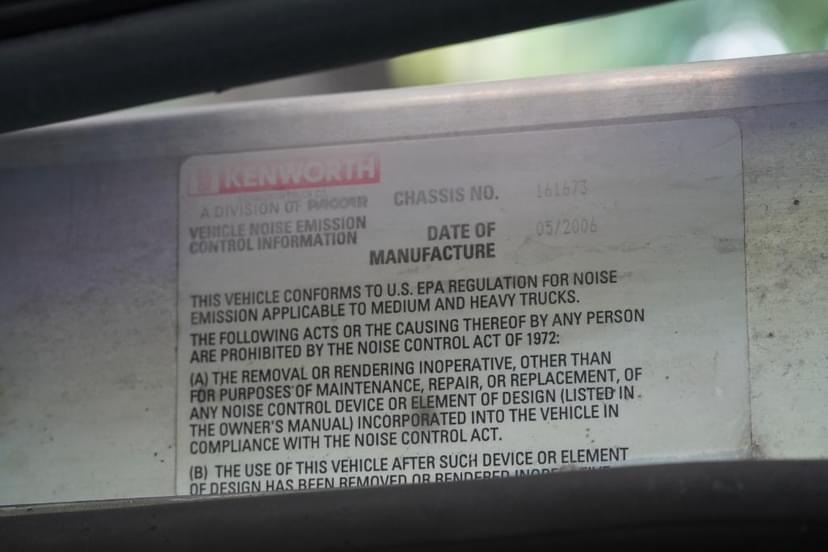 KENWORTH
A DIVISION OF PACCAR
CHASSIS NO. 161673
VEHICLE NOISE EMISSION
CONTROL INFORMATION
DATE OF 05/2006
MANUFACTURE
THIS VEHICLE CONFORMS TO U.S. EPA REGULATION FOR NOISE
EMISSION APPLICABLE TO MEDIUM AND HEAVY TRUCKS.
THE FOLLOWING ACTS OR THE CAUSING THEREOF BY ANY PERSON
ARE PROHIBITED BY THE NOISE CONTROL ACT OF 1972:
(A) THE REMOVAL OR RENDERING INOPERATIVE, OTHER THAN
FOR PURPOSES OF MAINTENANCE, REPAIR, OR REPLACEMENT, OF
ANY NOISE CONTROL DEVICE OR ELEMENT OF DESIGN (LISTED IN
THE OWNER'S MANUAL) INCORPORATED INTO THE VEHICLE IN
COMPLIANCE WITH THE NOISE CONTROL ACT.
(B) THE USE OF THIS VEHICLE AFTER SUCH DEVICE OR ELEMENT
OF DESIGN HAS BEEN REMOVED OR RENDERED INOPERATIVE